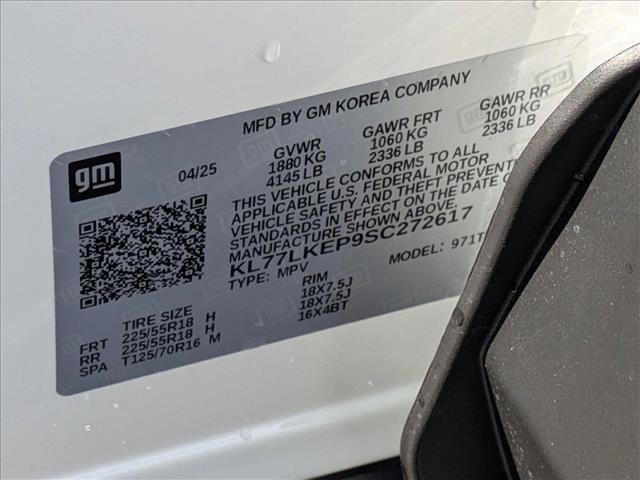 MFD BY GM KOREA COMPANY
gm
04/25
GVWR GAWR FRT GAWR RR
1880 KG 1060 KG 1060 KG
4145 LB 2336 LB 2336 LB
THIS VEHICLE CONFORMS TO ALL
APPLICABLE U.S. FEDERAL MOTOR
VEHICLE SAFETY AND THEFT PREVENTION
STANDARDS IN EFFECT ON THE DATE OF
MANUFACTURE SHOWN ABOVE.
KL77LKEP9SC272617
TYPE: MPV MODEL: 971T
TIRE SIZE RIM
FRT 225/55R18 H 18X7.5J
RR 225/55R18 H 18X7.5J
SPA T125/70R16 M 16X4BT